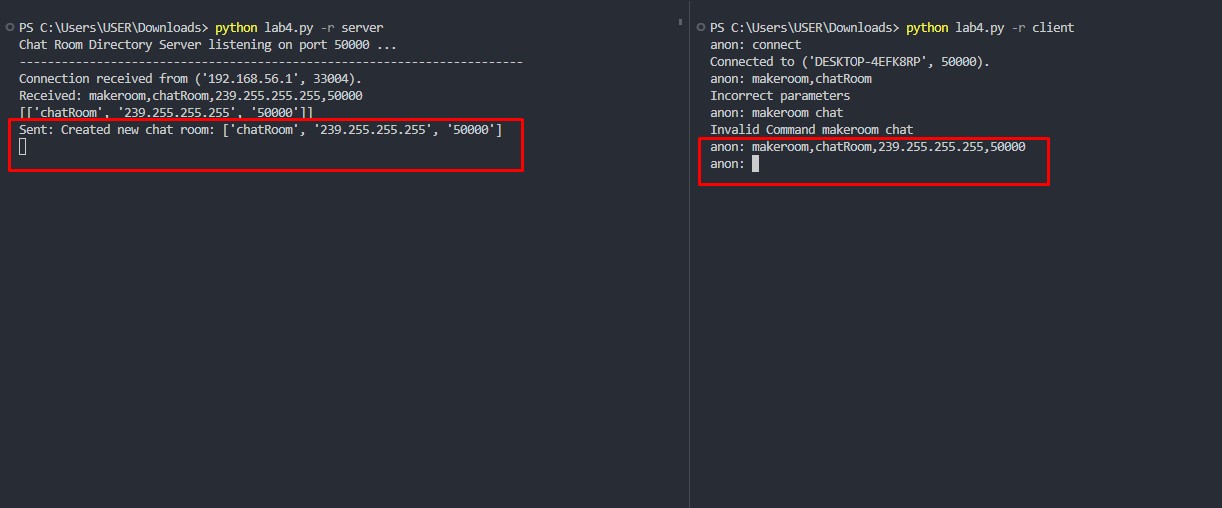 PS C:\Users\USER\Downloads> python lab4.py -r server
Chat Room Directory Server listening on port 50000 ...
------------------------------------------------------------------------
Connection received from ('192.168.56.1', 33004).
Received: makeroom,chatRoom,239.255.255.255,50000
[['chatRoom', '239.255.255.255', '50000']]
Sent: Created new chat room: ['chatRoom', '239.255.255.255', '50000']
PS C:\Users\USER\Downloads> python lab4.py -r client
anon: connect
Connected to ('DESKTOP-4EFK8RP', 50000).
anon: makeroom,chatRoom
Incorrect parameters
anon: makeroom chat
Invalid Command makeroom chat
anon: makeroom,chatRoom,239.255.255.255,50000
anon: